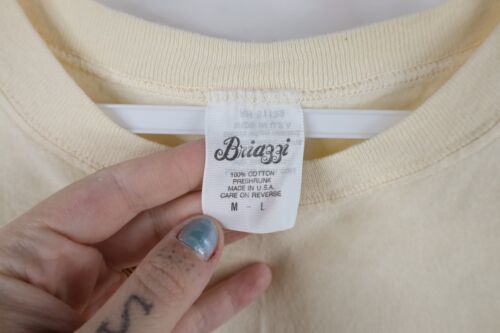 Briazzi
100% COTTON
PRESHRUNK
MADE IN U.S.A.
CARE ON REVERSE
M - L